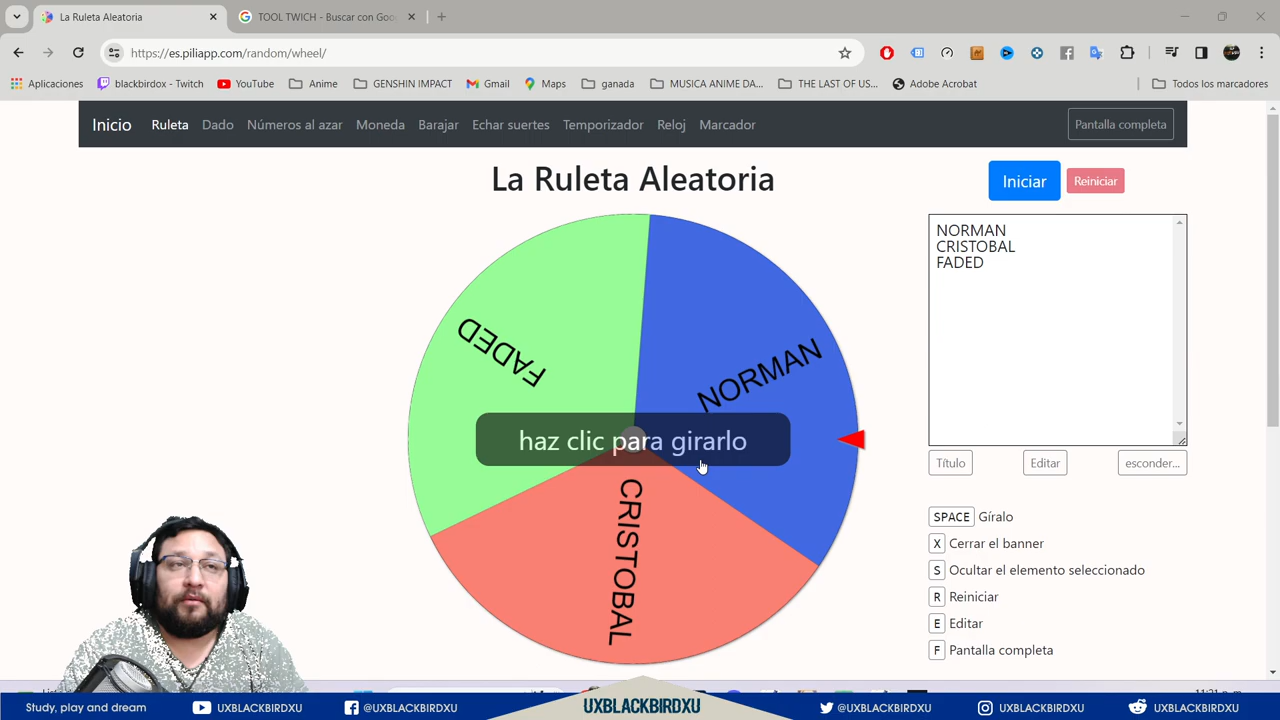 La Ruleta Aleatoria
TOOL TWICH - Buscar con Goo
https://es.piliapp.com/random/wheel/
Aplicaciones
blackbirdox - Twitch
YouTube
Anime
GENSHIN IMPACT
Gmail
Maps
ganada
MUSICA ANIME DA...
THE LAST OF US...
Adobe Acrobat
Todos los marcadores
Inicio
Ruleta
Dado
Números al azar
Moneda
Barajar
Echar suertes
Temporizador
Reloj
Marcador
Pantalla completa
La Ruleta Aleatoria
Iniciar
Reiniciar
NORMAN
CRISTOBAL
FADED
FADED
NORMAN
haz clic para girarlo
CRISTOBAL
Título
Editar
esconder...
SPACE Gíralo
X Cerrar el banner
S Ocultar el elemento seleccionado
R Reiniciar
E Editar
F Pantalla completa
Study, play and dream
UXBLACKBIRDXU
@UXBLACKBIRDXU
UXBLACKBIRDXU
@UXBLACKBIRDXU
UXBLACKBIRDXU
UXBLACKBIRDXU